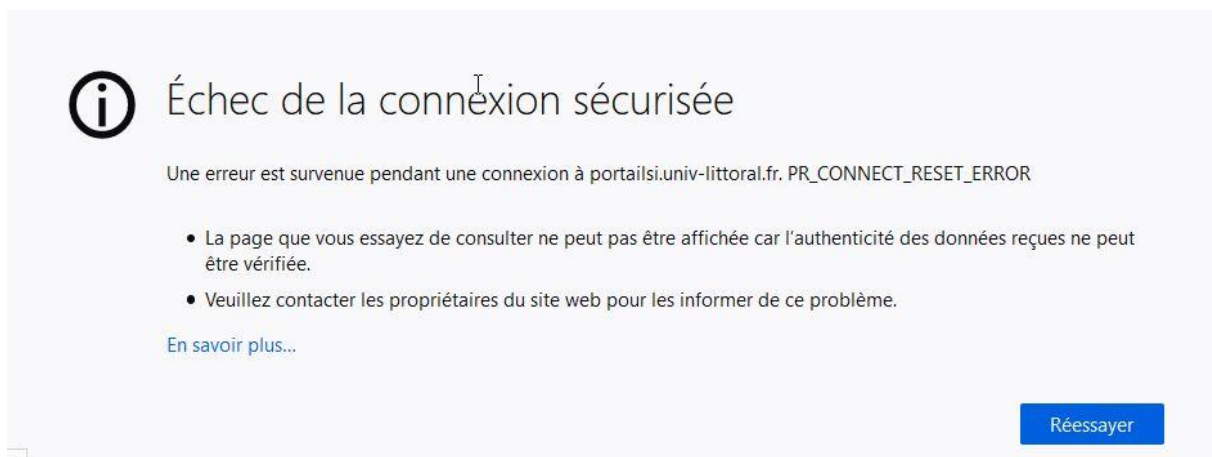 Échec de la connexion sécurisée
Une erreur est survenue pendant une connexion à portailsi.univ-littoral.fr. PR_CONNECT_RESET_ERROR
• La page que vous essayez de consulter ne peut pas être affichée car l'authenticité des données reçues ne peut
être vérifiée.
• Veuillez contacter les propriétaires du site web pour les informer de ce problème.
En savoir plus...
Réessayer